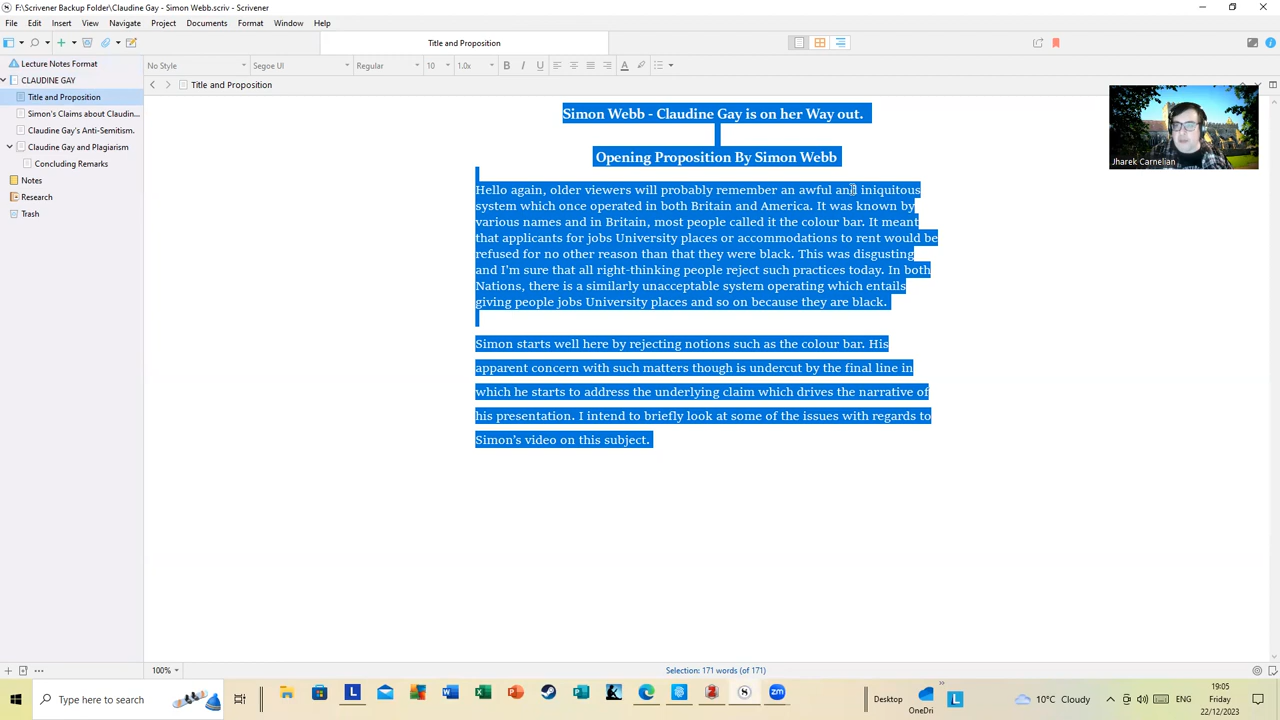 F:\Scrivener Backup Folder\Claudine Gay - Simon Webb.scriv - Scrivener
File Edit Insert View Navigate Project Documents Format Window Help
Title and Proposition
No Style Segoe UI Regular 10 1.0x B I U A
Title and Proposition
Lecture Notes Format
CLAUDINE GAY
Title and Proposition
Simon's Claims about Claudin...
Claudine Gay's Anti-Semitism.
Claudine Gay and Plagiarism
Concluding Remarks
Notes
Research
Trash
Simon Webb - Claudine Gay is on her Way out.
Opening Proposition By Simon Webb
Hello again, older viewers will probably remember an awful and iniquitous
system which once operated in both Britain and America. It was known by
various names and in Britain, most people called it the colour bar. It meant
that applicants for jobs University places or accommodations to rent would be
refused for no other reason than that they were black. This was disgusting
and I'm sure that all right-thinking people reject such practices today. In both
Nations, there is a similarly unacceptable system operating which entails
giving people jobs University places and so on because they are black.
Simon starts well here by rejecting notions such as the colour bar. His
apparent concern with such matters though is undercut by the final line in
which he starts to address the underlying claim which drives the narrative of
his presentation. I intend to briefly look at some of the issues with regards to
Simon's video on this subject.
Jharek Carnelian
100%
Selection: 171 words (of 171)
Type here to search
Desktop
OneDri
10°C Cloudy
ENG
19:05
Friday
22/12/2023